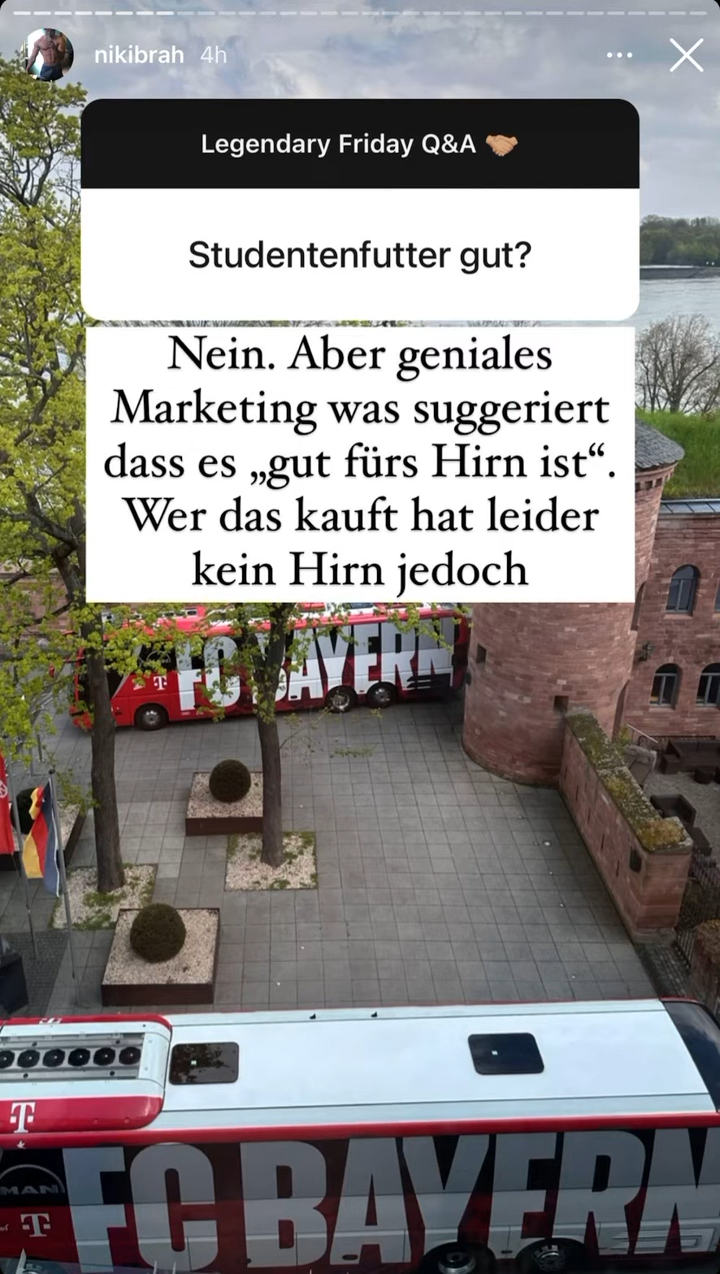 nikibrah 4h
Legendary Friday Q&A 🤝🏼
Studentenfutter gut?
Nein. Aber geniales
Marketing was suggeriert
dass es „gut fürs Hirn ist“.
Wer das kauft hat leider
kein Hirn jedoch
T FC BAYERN
T
MAN
T
FC BAYERN